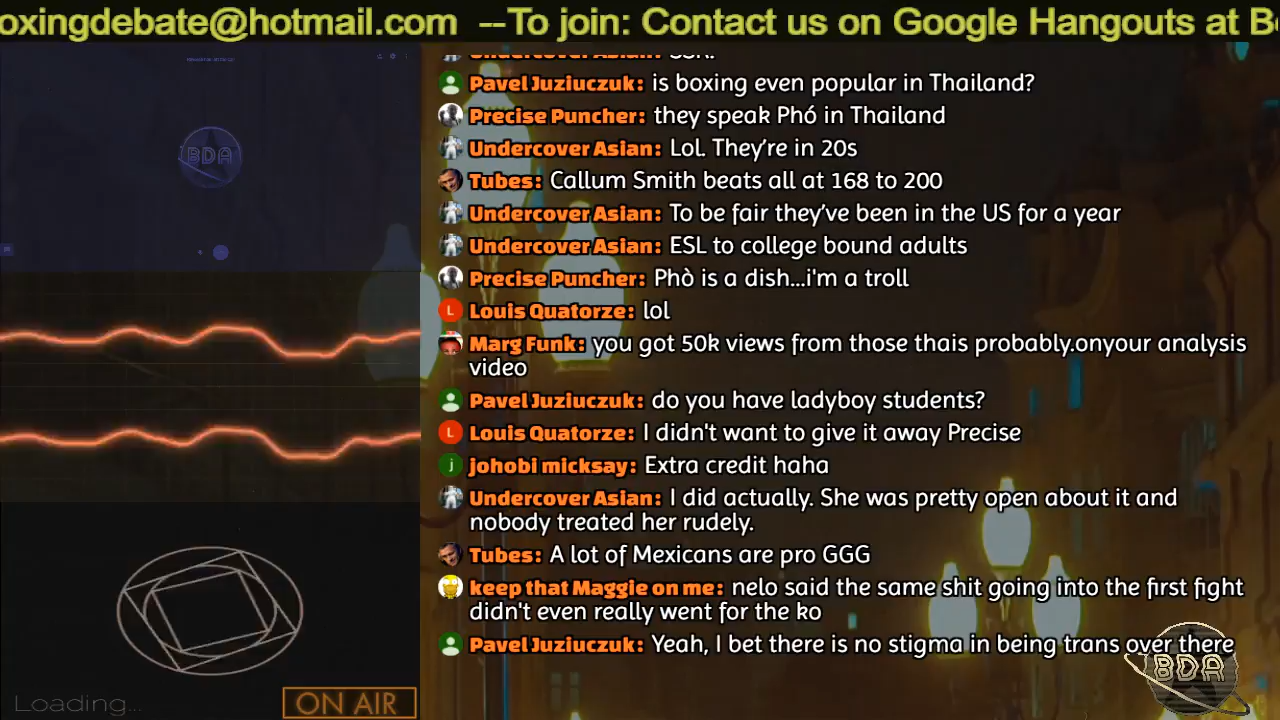 oxingdebate@hotmail.com --To join: Contact us on Google Hangouts at Bo
BDA
Pavel Juziuczuk: is boxing even popular in Thailand?
Precise Puncher: they speak Phó in Thailand
Undercover Asian: Lol. They're in 20s
Tubes: Callum Smith beats all at 168 to 200
Undercover Asian: To be fair they've been in the US for a year
Undercover Asian: ESL to college bound adults
Precise Puncher: Phò is a dish...i'm a troll
L Louis Quatorze: lol
Marg Funk: you got 50k views from those thais probably.onyour analysis
video
Pavel Juziuczuk: do you have ladyboy students?
L Louis Quatorze: I didn't want to give it away Precise
j johobi micksay: Extra credit haha
Undercover Asian: I did actually. She was pretty open about it and
nobody treated her rudely.
Tubes: A lot of Mexicans are pro GGG
keep that Maggie on me: nelo said the same shit going into the first fight
didn't even really went for the ko
Pavel Juziuczuk: Yeah, I bet there is no stigma in being trans over there
BDA
Loading...
ON AIR